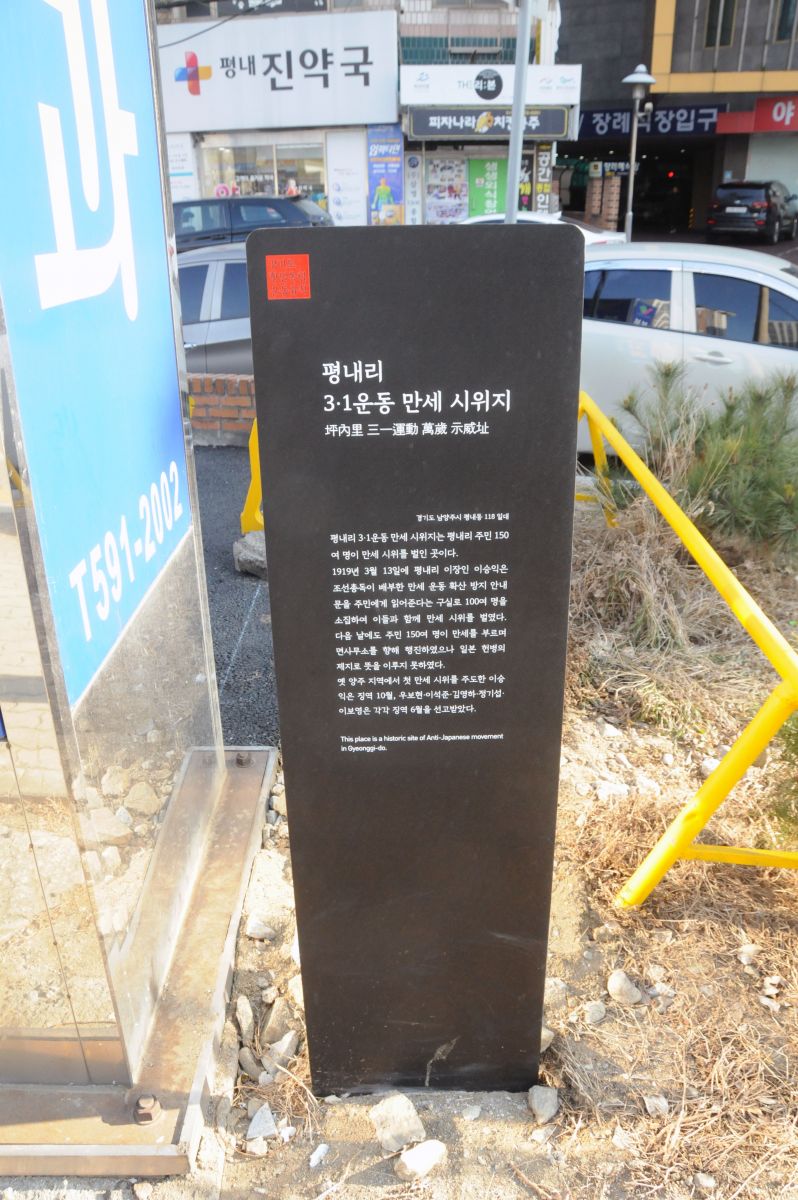 평내 진약국
TH리:본
피자나라
장례식장입구
야
과
T591-2002
평내리
3·1운동 만세 시위지
坪內里 三一運動 萬歲 示威址
경기도 남양주시 평내동 118 일대
평내리 3·1운동 만세 시위지는 평내리 주민 150
여 명이 만세 시위를 벌인 곳이다.
1919년 3월 13일에 평내리 이장인 이승익은
조선총독이 배부한 만세 운동 확산 방지 안내
문을 주민에게 읽어준다는 구실로 100여 명을
소집하여 이들과 함께 만세 시위를 벌였다.
다음 날에도 주민 150여 명이 만세를 부르며
면사무소를 향해 행진하였으나 일본 헌병의
제지로 뜻을 이루지 못하였다.
옛 양주 지역에서 첫 만세 시위를 주도한 이승
익은 징역 10월, 우보현·이석준·김영하·정기섭·
이보영은 각각 징역 6월을 선고받았다.
This place is a historic site of Anti-Japanese movement
in Gyeonggi-do.